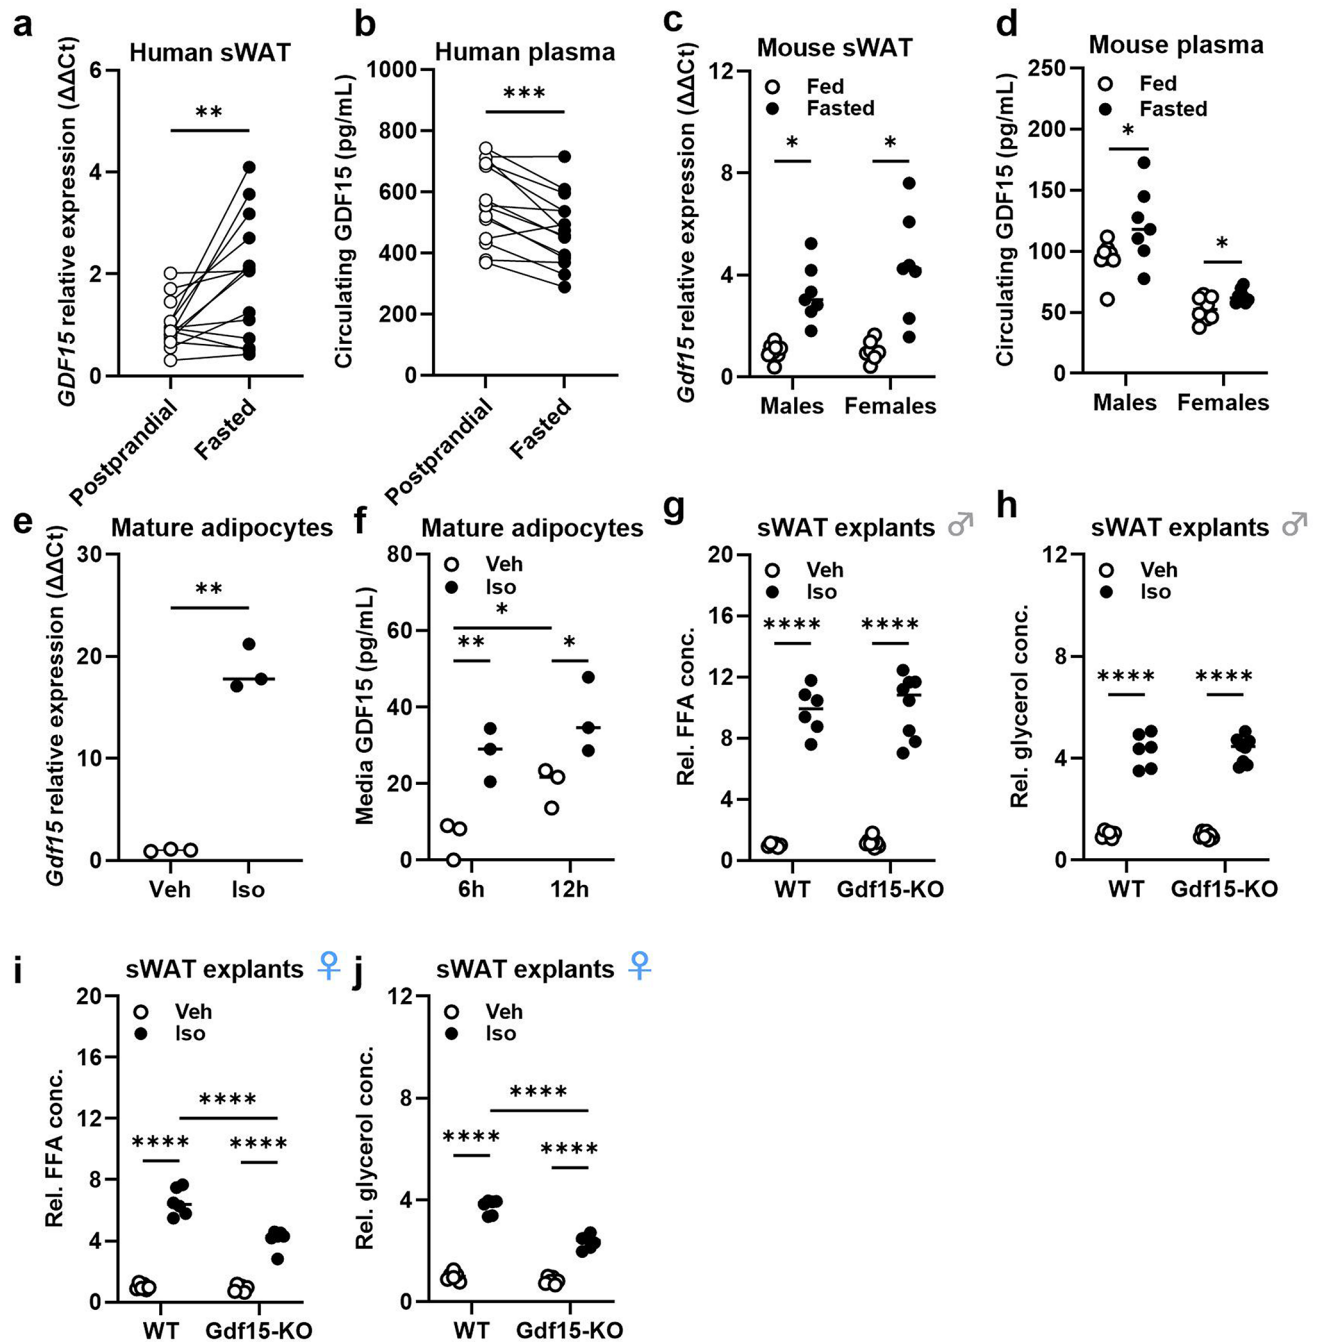 a
Human sWAT
GDF15 relative expression (ΔΔCt)
6
4
2
0
**
Postprandial
Fasted
b
Human plasma
Circulating GDF15 (pg/mL)
1000
800
600
400
200
0
***
Postprandial
Fasted
c
Mouse sWAT
Gdf15 relative expression (ΔΔCt)
12
8
4
0
Fed
Fasted
*
*
Males
Females
d
Mouse plasma
Circulating GDF15 (pg/mL)
250
200
150
100
50
0
Fed
Fasted
*
*
Males
Females
e
Mature adipocytes
Gdf15 relative expression (ΔΔCt)
30
20
10
0
**
Veh
Iso
f
Mature adipocytes
Media GDF15 (pg/mL)
80
60
40
20
0
Veh
Iso
*
**
*
6h
12h
g
sWAT explants ♂
Rel. FFA conc.
20
16
12
8
4
0
Veh
Iso
****
****
WT
Gdf15-KO
h
sWAT explants ♂
Rel. glycerol conc.
12
8
4
0
Veh
Iso
****
****
WT
Gdf15-KO
i
sWAT explants ♀
Rel. FFA conc.
20
16
12
8
4
0
Veh
Iso
****
****
****
WT
Gdf15-KO
j
sWAT explants ♀
Rel. glycerol conc.
12
8
4
0
Veh
Iso
****
****
****
WT
Gdf15-KO